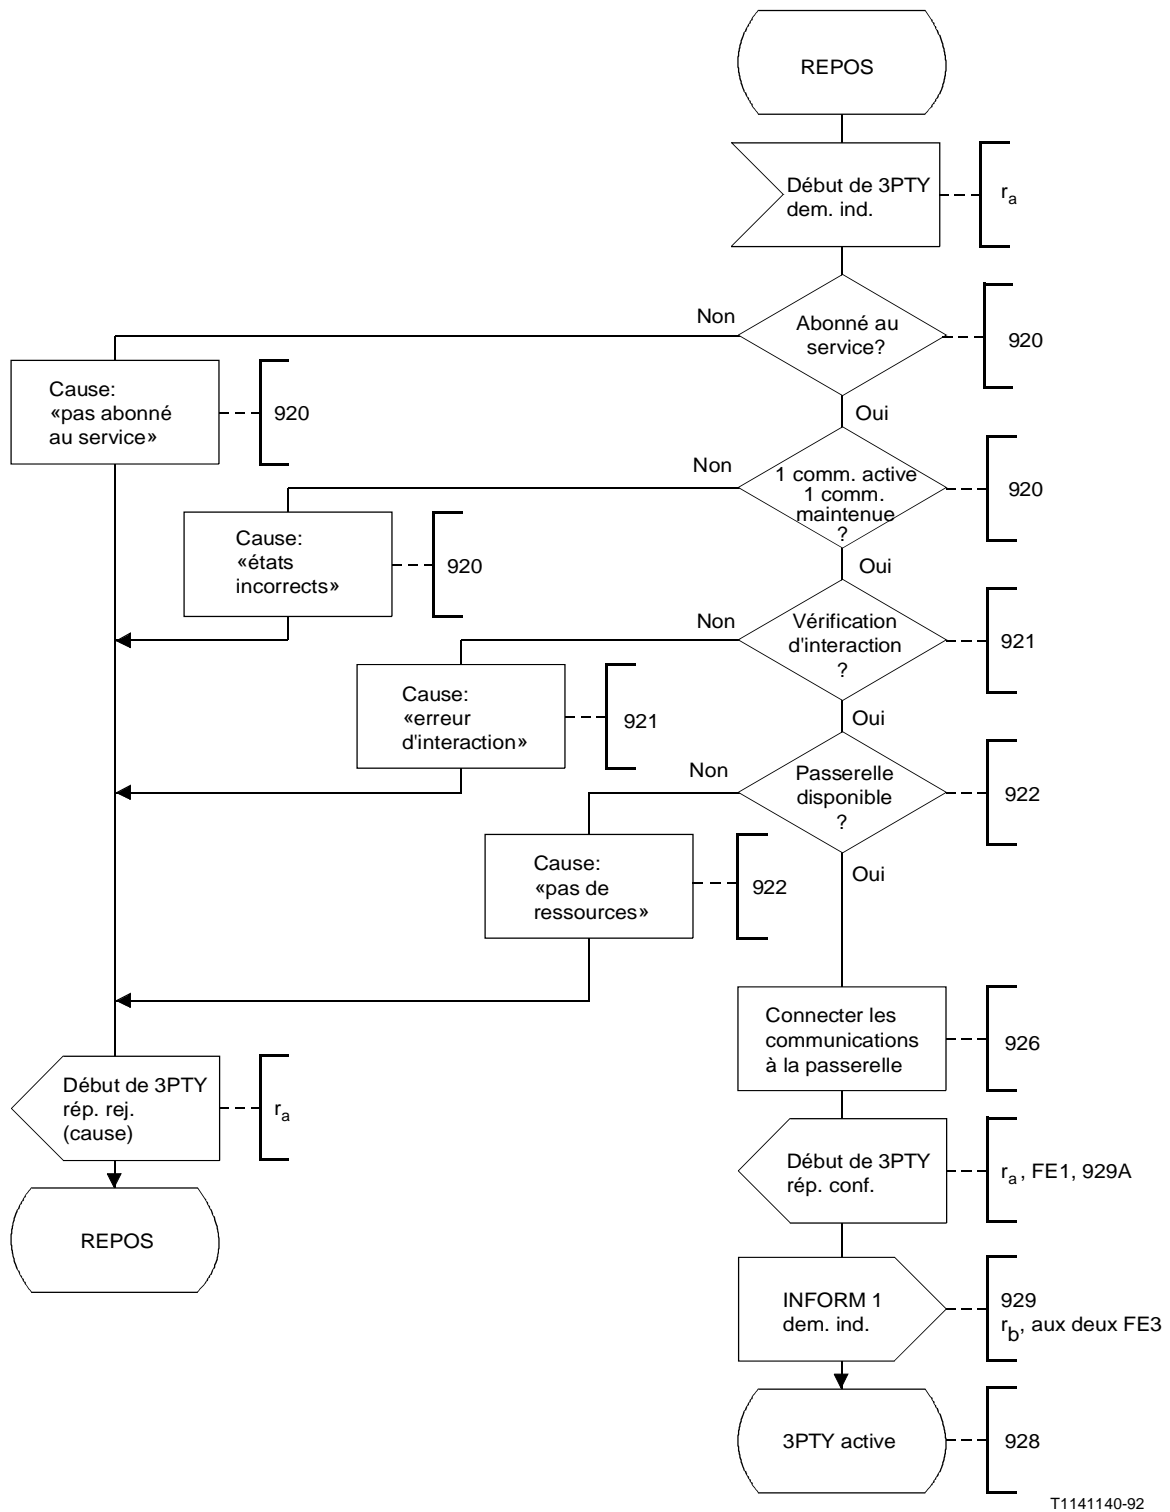 REPOS
Début de 3PTY
dem. ind.
ra
Non
Abonné au
service?
920
Cause:
«pas abonné
au service»
920
Oui
Non
1 comm. active
1 comm.
maintenue
?
920
Cause:
«états
incorrects»
920
Oui
Non
Vérification
d'interaction
?
921
Cause:
«erreur
d'interaction»
921
Oui
Non
Passerelle
disponible
?
922
Cause:
«pas de
ressources»
922
Oui
Connecter les
communications
à la passerelle
926
Début de 3PTY
rép. rej.
(cause)
ra
Début de 3PTY
rép. conf.
ra, FE1, 929A
REPOS
INFORM 1
dem. ind.
929
rb, aux deux FE3
3PTY active
928
T1141140-92